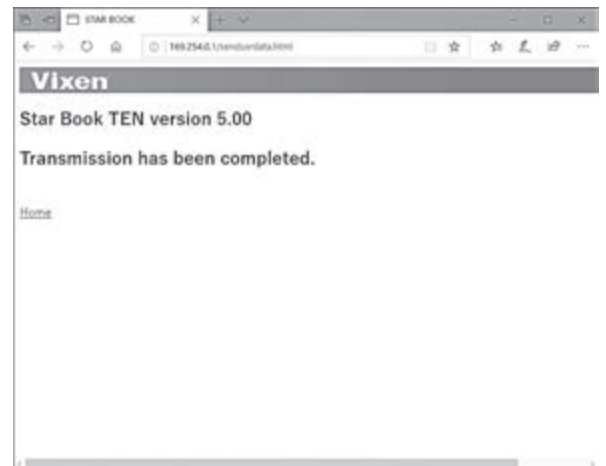 STAR BOOK
169.254.0.1/senduerdata.html
Vixen
Star Book TEN version 5.00
Transmission has been completed.
Home